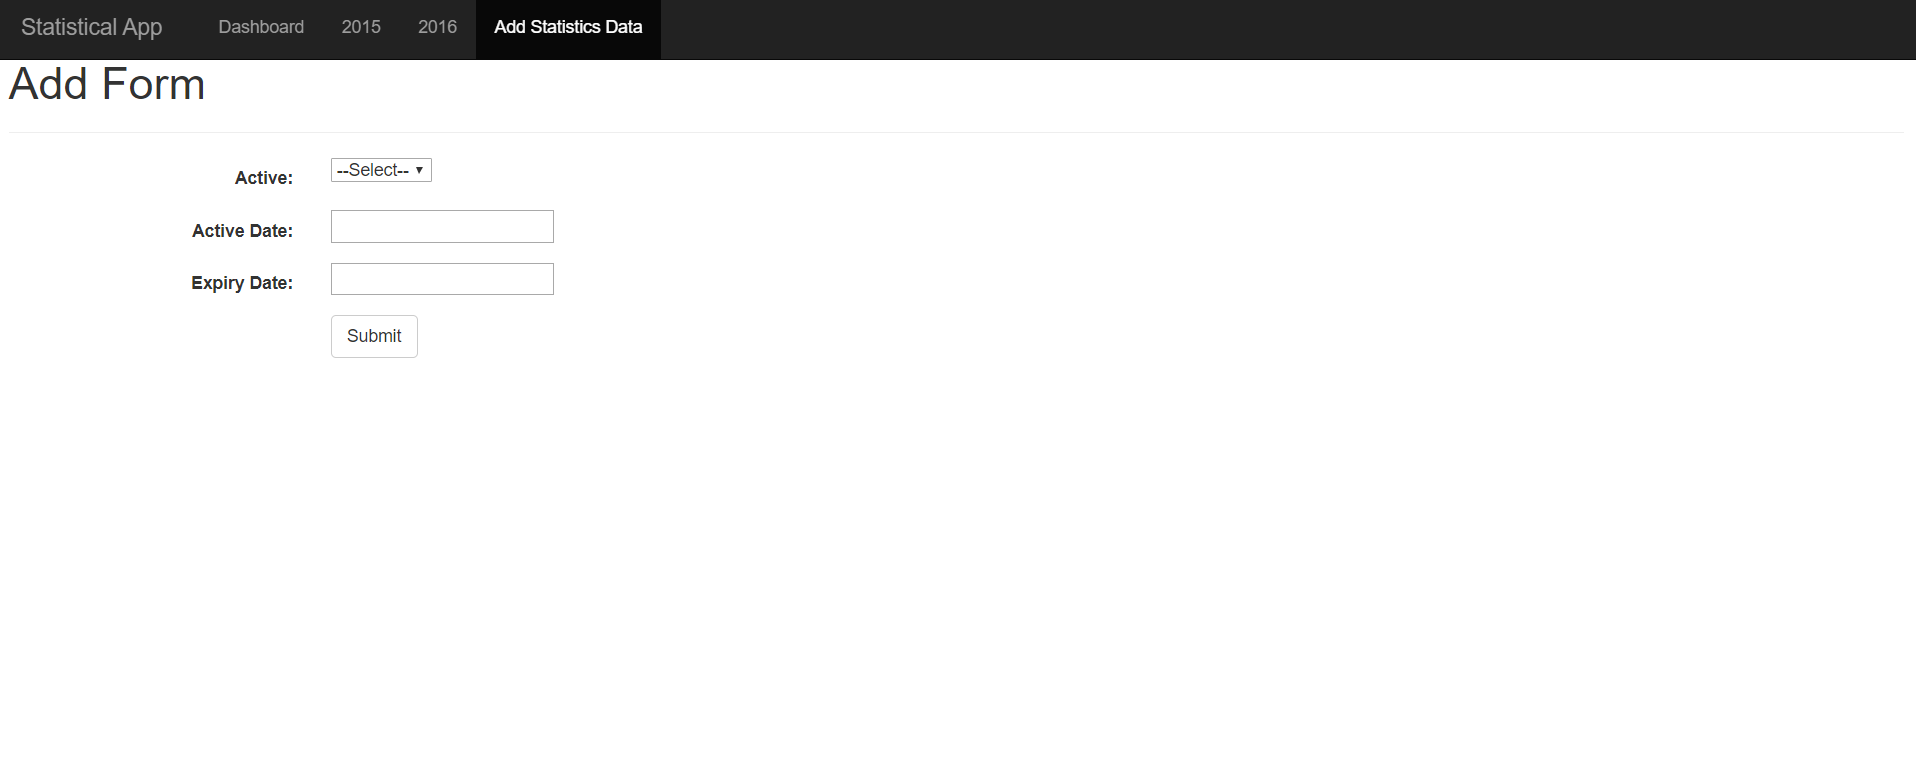 Statistical App Dashboard 2015 2016 Add Statistics Data
Add Form
Active: --Select--
Active Date:
Expiry Date:
Submit